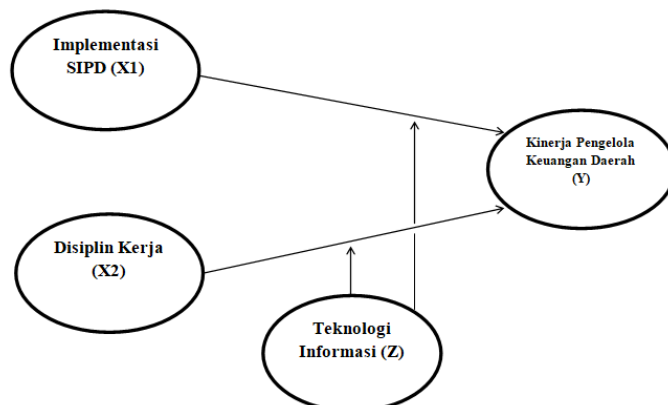 Implementasi
SIPD (X1)
Kinerja Pengelola
Keuangan Daerah
(Y)
Disiplin Kerja
(X2)
Teknologi
Informasi (Z)